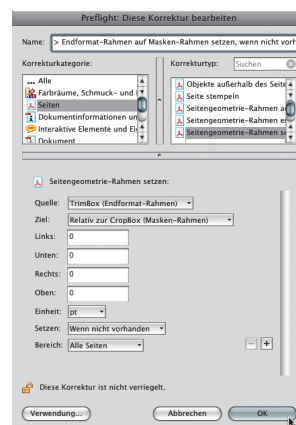 Preflight: Diese Korrektur bearbeiten
Name: > Endformat-Rahmen auf Masken-Rahmen setzen, wenn nicht vorh
Korrekturkategorie:
... Alle
Farbräume, Schmuck- und
Seiten
Dokumentinformationen un
Interaktive Elemente und Ei
Dokument
Korrekturtyp:
Suchen
Objekte außerhalb des Seite
Seite stempeln
Seitengeometrie-Rahmen a
Seitengeometrie-Rahmen
Seitengeometrie-Rahmen se
Seitengeometrie-Rahmen setzen:
Quelle: TrimBox (Endformat-Rahmen)
Ziel: Relativ zur CropBox (Masken-Rahmen)
Links: 0
Unten: 0
Rechts: 0
Oben: 0
Einheit: pt
Setzen: Wenn nicht vorhanden
Bereich: Alle Seiten
Diese Korrektur ist nicht verriegelt.
Verwendung... Abbrechen OK